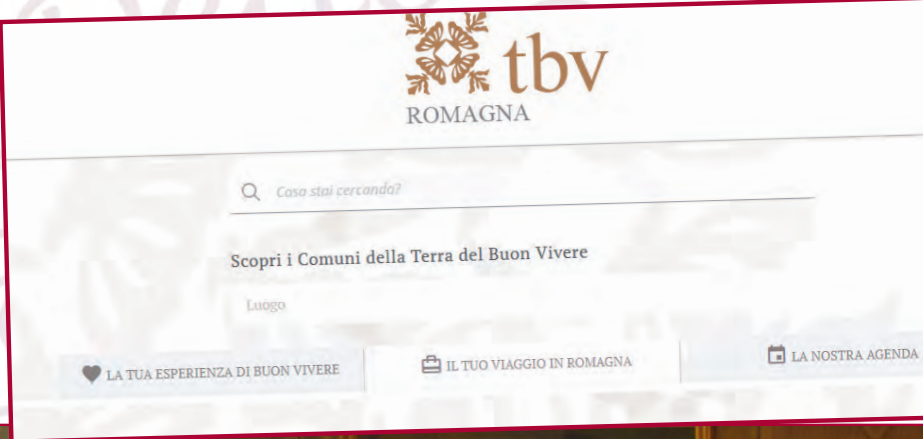 tbv
ROMAGNA
Cosa stai cercando?
Scopri i Comuni della Terra del Buon Vivere
Luogo
LA TUA ESPERIENZA DI BUON VIVERE
IL TUO VIAGGIO IN ROMAGNA
LA NOSTRA AGENDA